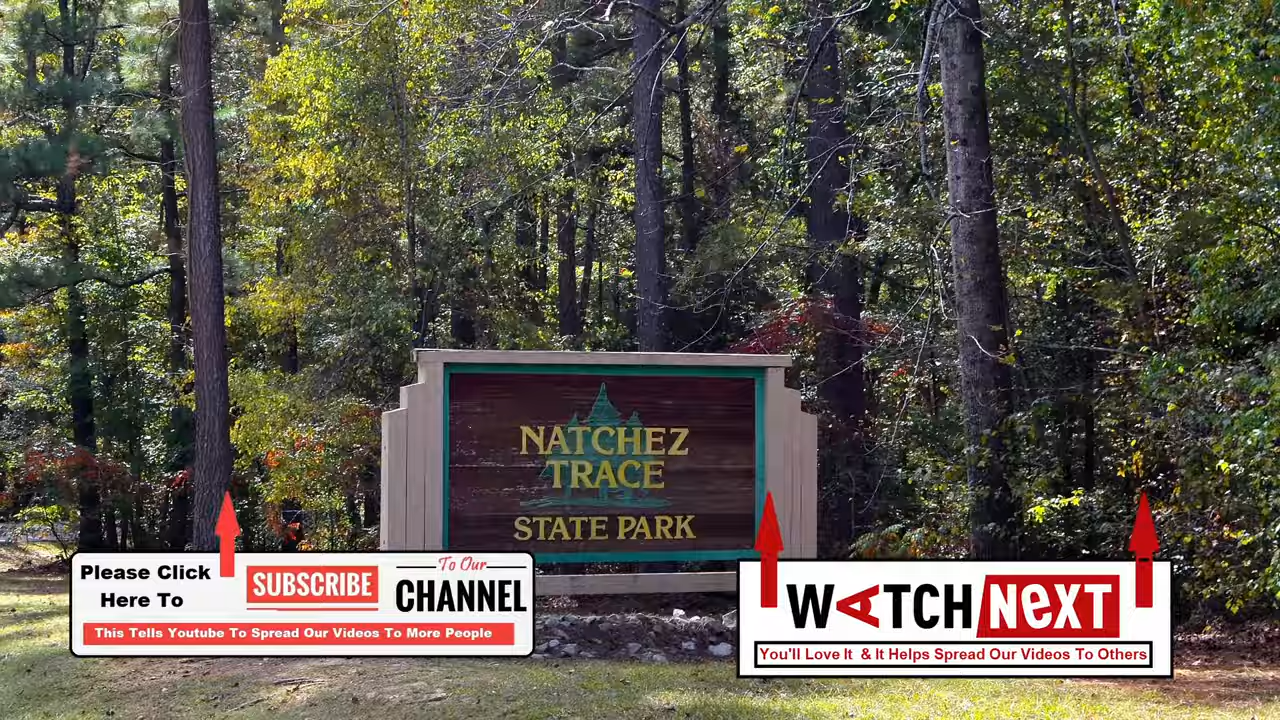 NATCHEZ
TRACE
STATE PARK
Please Click
Here To
SUBSCRIBE
To Our
CHANNEL
This Tells Youtube To Spread Our Videos To More People
WATCH NeXT
You'll Love It & It Helps Spread Our Videos To Others